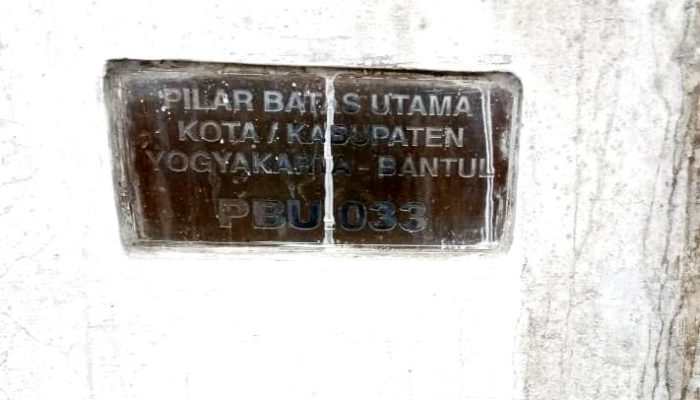 PILAR BATAS UTAMA
KOTA / KABUPATEN
YOGYAKARTA - BANTUL
PBU.033